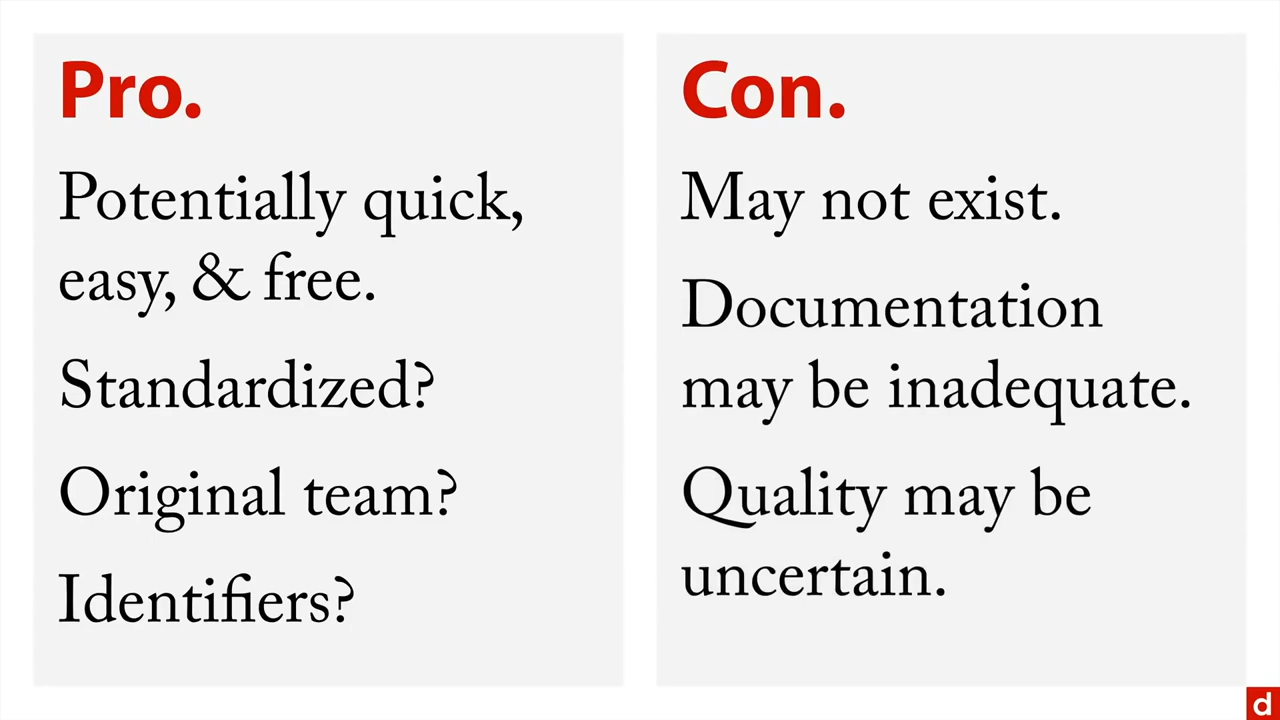 Pro.
Potentially quick,
easy, & free.
Standardized?
Original team?
Identifiers?
Con.
May not exist.
Documentation
may be inadequate.
Quality may be
uncertain.
d